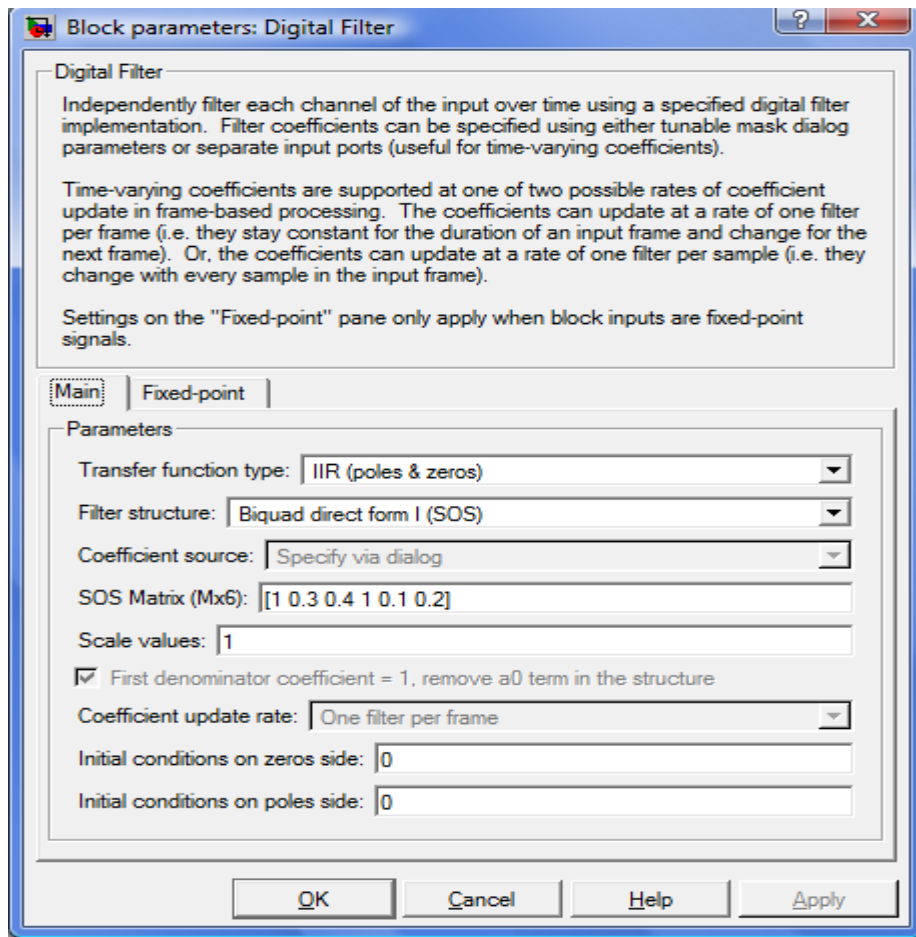 Block parameters: Digital Filter
Digital Filter
Independently filter each channel of the input over time using a specified digital filter
implementation. Filter coefficients can be specified using either tunable mask dialog
parameters or separate input ports (useful for time-varying coefficients).
Time-varying coefficients are supported at one of two possible rates of coefficient
update in frame-based processing. The coefficients can update at a rate of one filter
per frame (i.e. they stay constant for the duration of an input frame and change for the
next frame). Or, the coefficients can update at a rate of one filter per sample (i.e. they
change with every sample in the input frame).
Settings on the "Fixed-point" pane only apply when block inputs are fixed-point
signals.
Main Fixed-point
Parameters
Transfer function type: IIR (poles & zeros)
Filter structure: Biquad direct form I (SOS)
Coefficient source: Specify via dialog
SOS Matrix (Mx6): [1 0.3 0.4 1 0.1 0.2]
Scale values: 1
First denominator coefficient = 1, remove a0 term in the structure
Coefficient update rate: One filter per frame
Initial conditions on zeros side: 0
Initial conditions on poles side: 0
OK Cancel Help Apply